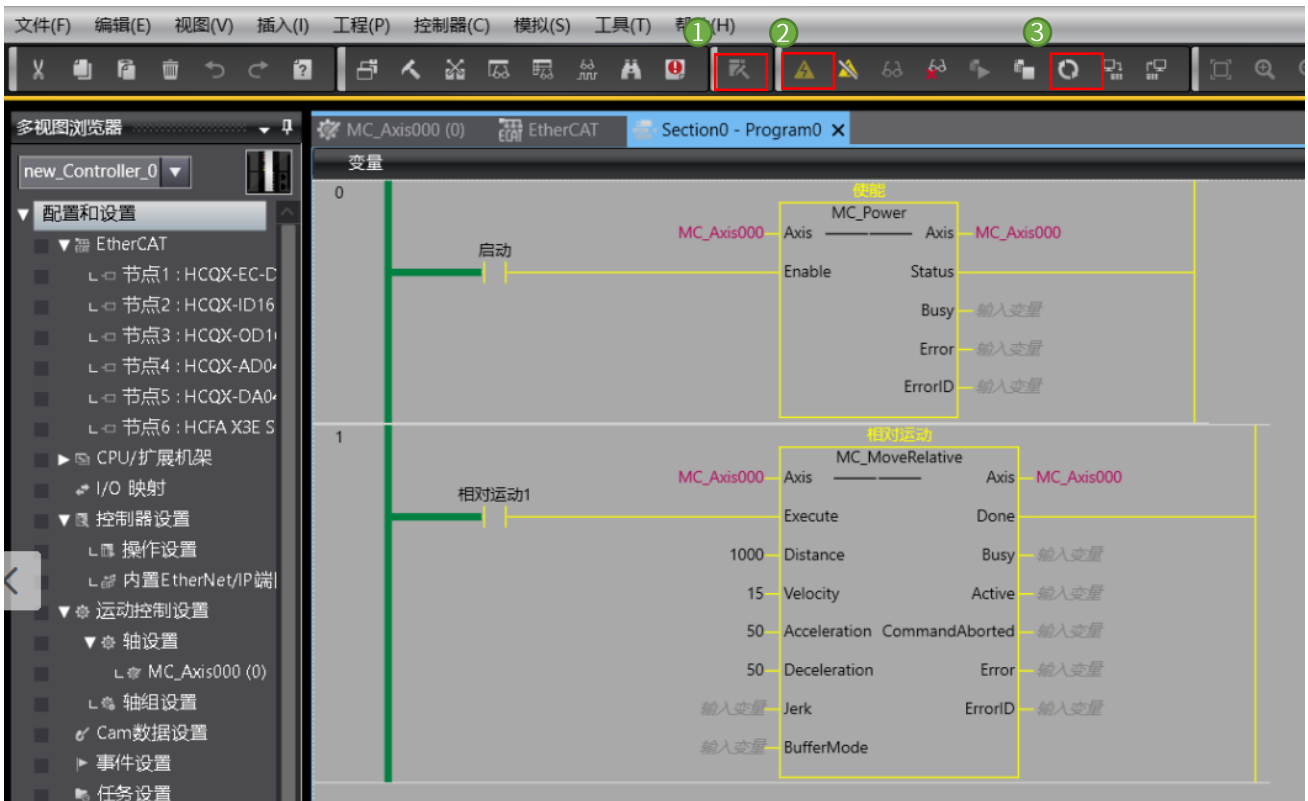 文件(F) 编辑(E) 视图(V) 插入(I) 工程(P) 控制器(C) 模拟(S) 工具(T) (H)
1 2 3
多视图浏览器
MC_Axis000 (0) EtherCAT Section0 - Program0
new_Controller_0
变量
配置和设置
EtherCAT
节点1 : HCQX-EC-D
节点2 : HCQX-ID16
节点3 : HCQX-OD1
节点4 : HCQX-AD0
节点5 : HCQX-DA0
节点6 : HCFA X3E S
CPU/扩展机架
I/O 映射
控制器设置
操作设置
内置EtherNet/IP端
运动控制设置
轴设置
MC_Axis000 (0)
轴组设置
Cam数据设置
事件设置
任务设置
0
使能
MC_Power
MC_Axis000 Axis Axis MC_Axis000
启动
Enable Status
Busy 输入变量
Error 输入变量
ErrorID 输入变量
1
相对运动
MC_MoveRelative
MC_Axis000 Axis Axis MC_Axis000
相对运动1
Execute Done
1000 Distance Busy 输入变量
15 Velocity Active 输入变量
50 Acceleration CommandAborted 输入变量
50 Deceleration Error 输入变量
输入变量 Jerk ErrorID 输入变量
输入变量 BufferMode